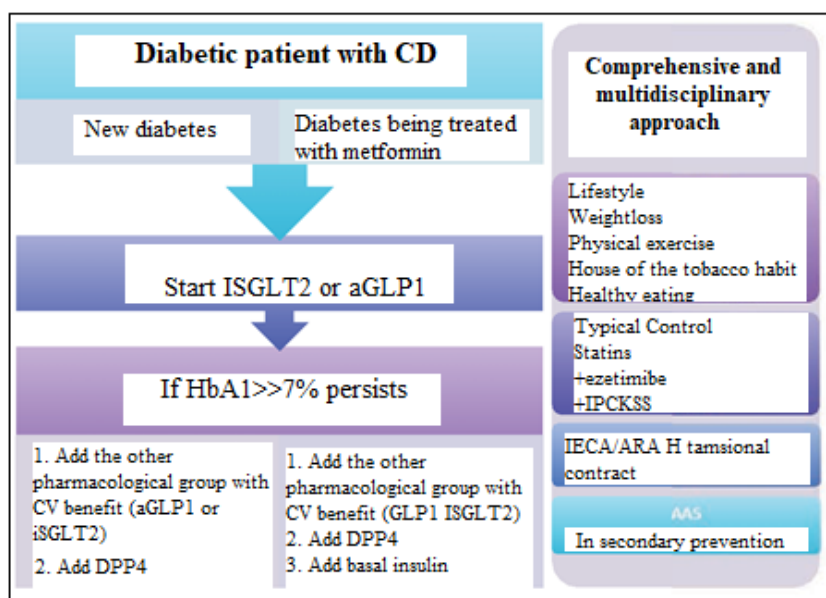 Diabetic patient with CD
New diabetes
Diabetes being treated
with metformin
Start ISGLT2 or aGLP1
If HbA1>>7% persists
1. Add the other
pharmacological group with
CV benefit (aGLP1 or
iSGLT2)
2. Add DPP4
1. Add the other
pharmacological group with
CV benefit (GLP1 ISGLT2)
2. Add DPP4
3. Add basal insulin
Comprehensive and
multidisciplinary
approach
Lifestyle
Weightloss
Physical exercise
House of the tobacco habit
Healthy eating
Typical Control
Statins
+ezetimibe
+IPCKSS
IECA/ARA H tamsional
contract
AAS
In secondary prevention